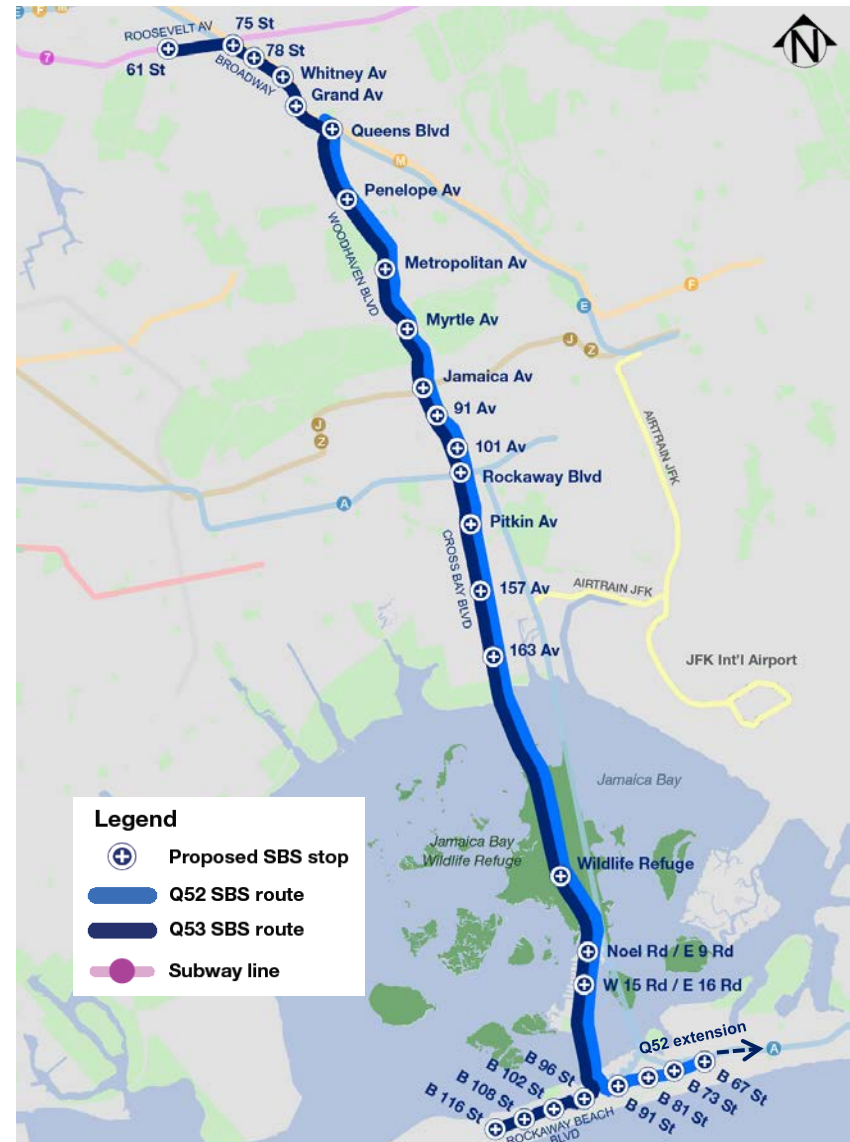 E
F
M
ROOSEVELT AV
75 St
7
61 St
78 St
BROADWAY
Whitney Av
Grand Av
N
Queens Blvd
M
Penelope Av
WOODHAVEN BLVD
Metropolitan Av
F
E
Myrtle Av
J
Z
Jamaica Av
91 Av
J
Z
101 Av
AIRTRAIN JFK
Rockaway Blvd
A
Pitkin Av
CROSS BAY BLVD
157 Av
AIRTRAIN JFK
163 Av
JFK Int'l Airport
Jamaica Bay
Legend
Proposed SBS stop
Q52 SBS route
Q53 SBS route
Subway line
Jamaica Bay
Wildlife Refuge
Wildlife Refuge
Noel Rd / E 9 Rd
W 15 Rd / E 16 Rd
Q52 extension
A
B 96 St
B 102 St
B 108 St
B 116 St
B 67 St
B 73 St
B 81 St
B 91 St
ROCKAWAY BEACH
BLVD